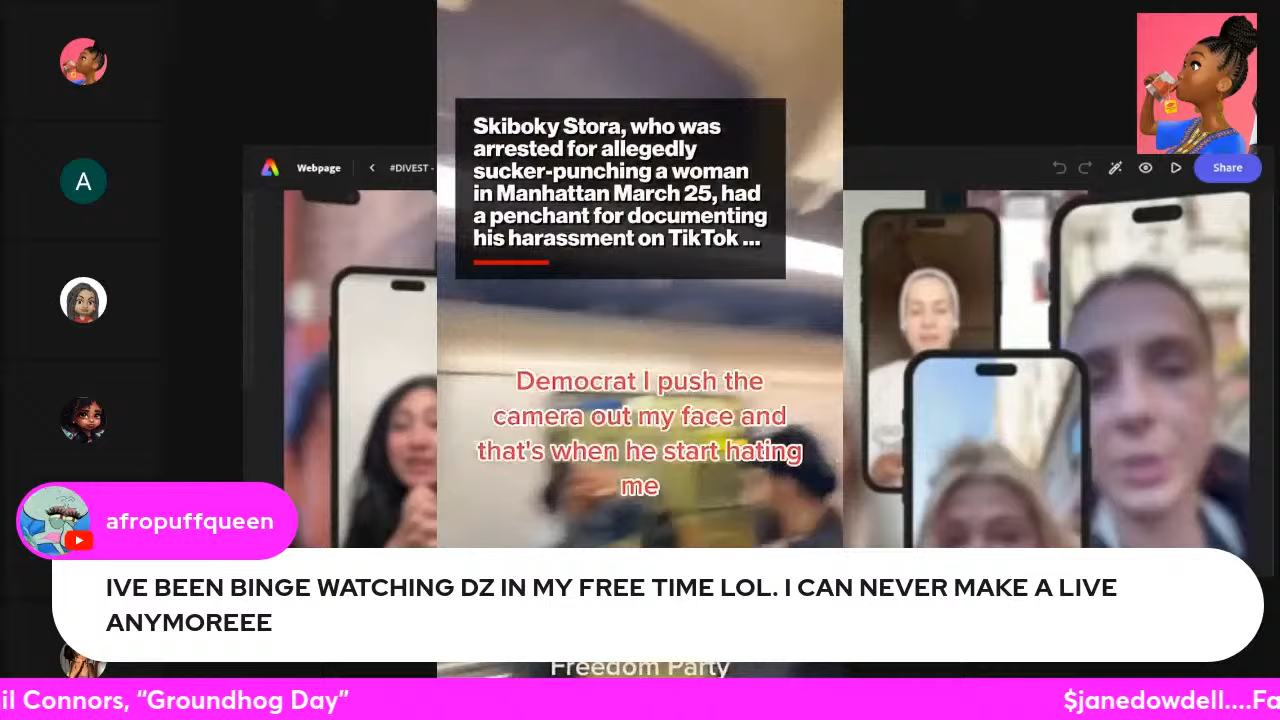 Skiboky Stora, who was
arrested for allegedly
sucker-punching a woman
in Manhattan March 25, had
a penchant for documenting
his harassment on TikTok ...
Webpage
#DIVEST -
Share
A
Democrat I push the
camera out my face and
that's when he start hating
me
afropuffqueen
IVE BEEN BINGE WATCHING DZ IN MY FREE TIME LOL. I CAN NEVER MAKE A LIVE
ANYMOREEE
Freedom Party
il Connors, “Groundhog Day”
$janedowdell....Fa